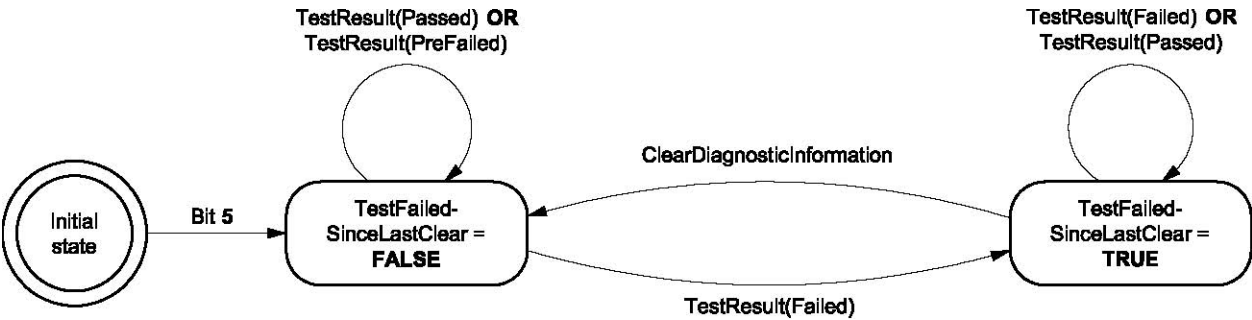 TestResult(Passed) OR
TestResult(PreFailed)
TestResult(Failed) OR
TestResult(Passed)
ClearDiagnosticInformation
Initial
state
Bit 5
TestFailed-
SinceLastClear =
FALSE
TestFailed-
SinceLastClear =
TRUE
TestResult(Failed)